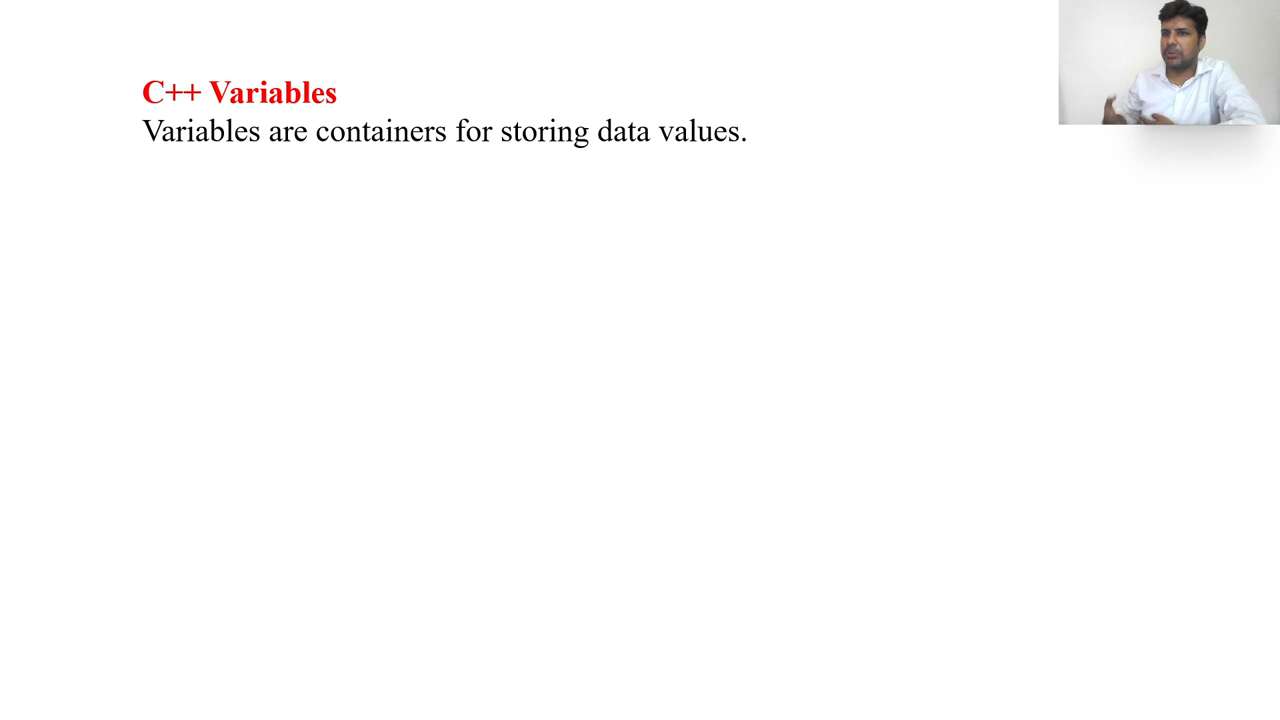 C++ Variables
Variables are containers for storing data values.